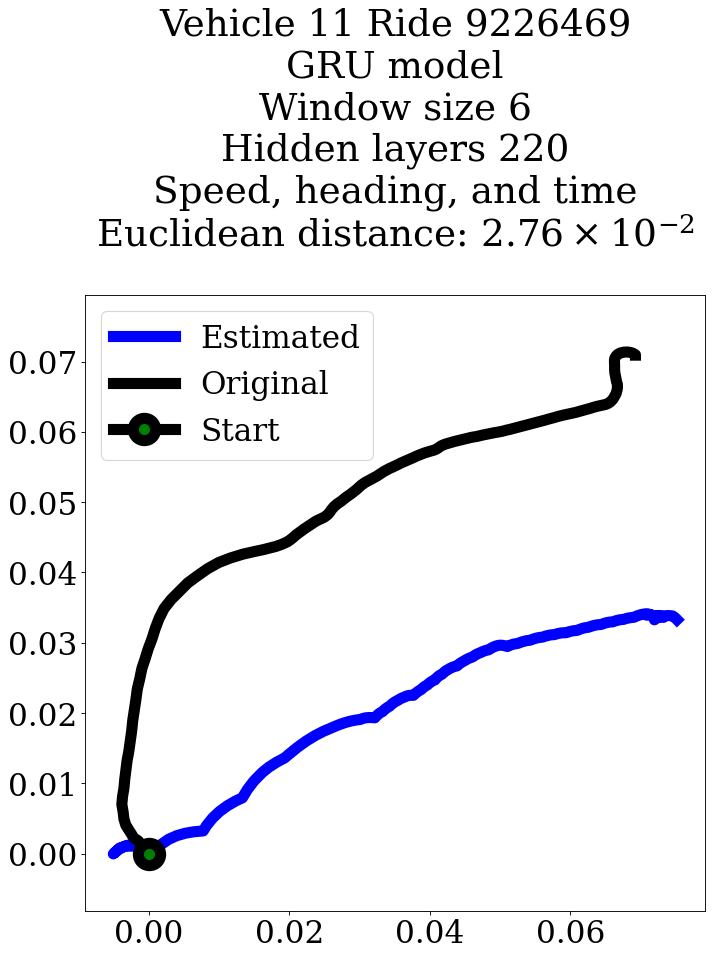 Vehicle 11 Ride 9226469
GRU model
Window size 6
Hidden layers 220
Speed, heading, and time
Euclidean distance: 2.76 × 10⁻²
Estimated
Original
Start
0.07
0.06
0.05
0.04
0.03
0.02
0.01
0.00
0.00 0.02 0.04 0.06